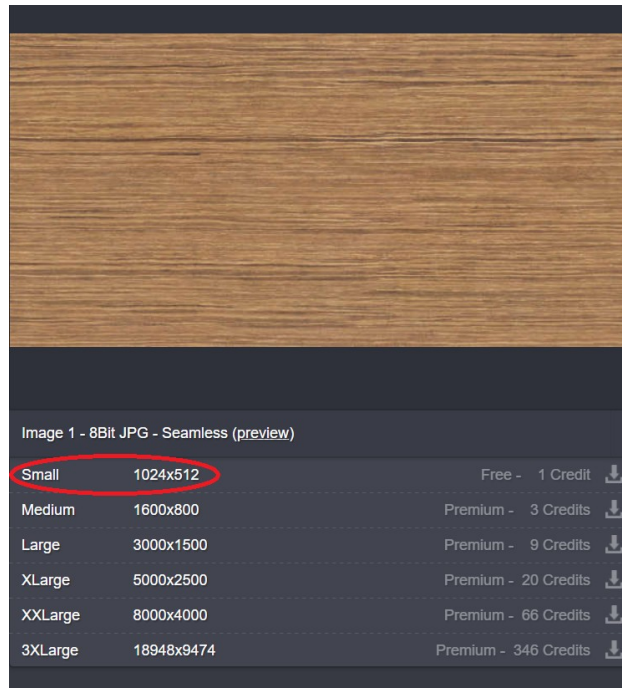 Image 1 - 8Bit JPG - Seamless (preview)
Small 1024x512 Free - 1 Credit
Medium 1600x800 Premium - 3 Credits
Large 3000x1500 Premium - 9 Credits
XLarge 5000x2500 Premium - 20 Credits
XXLarge 8000x4000 Premium - 66 Credits
3XLarge 18948x9474 Premium - 346 Credits